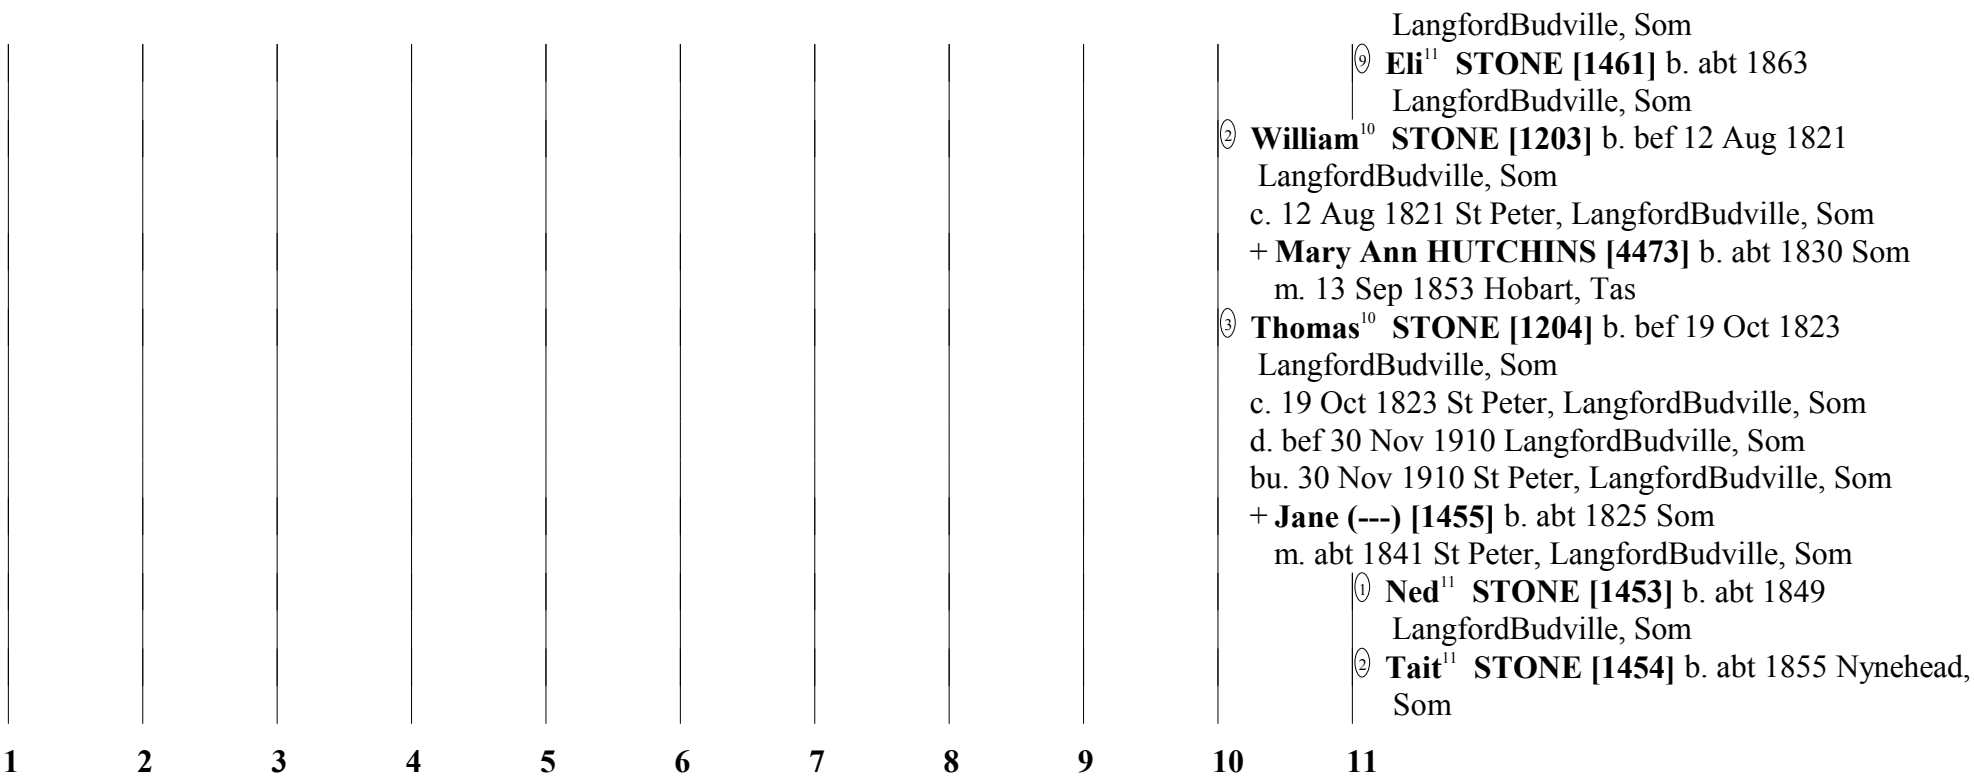 LangfordBudville, Som
⑨ Eli¹¹ STONE [1461] b. abt 1863
LangfordBudville, Som
② William¹⁰ STONE [1203] b. bef 12 Aug 1821
LangfordBudville, Som
c. 12 Aug 1821 St Peter, LangfordBudville, Som
+ Mary Ann HUTCHINS [4473] b. abt 1830 Som
m. 13 Sep 1853 Hobart, Tas
③ Thomas¹⁰ STONE [1204] b. bef 19 Oct 1823
LangfordBudville, Som
c. 19 Oct 1823 St Peter, LangfordBudville, Som
d. bef 30 Nov 1910 LangfordBudville, Som
bu. 30 Nov 1910 St Peter, LangfordBudville, Som
+ Jane (---) [1455] b. abt 1825 Som
m. abt 1841 St Peter, LangfordBudville, Som
① Ned¹¹ STONE [1453] b. abt 1849
LangfordBudville, Som
② Tait¹¹ STONE [1454] b. abt 1855 Nynehead,
Som
1 2 3 4 5 6 7 8 9 10 11